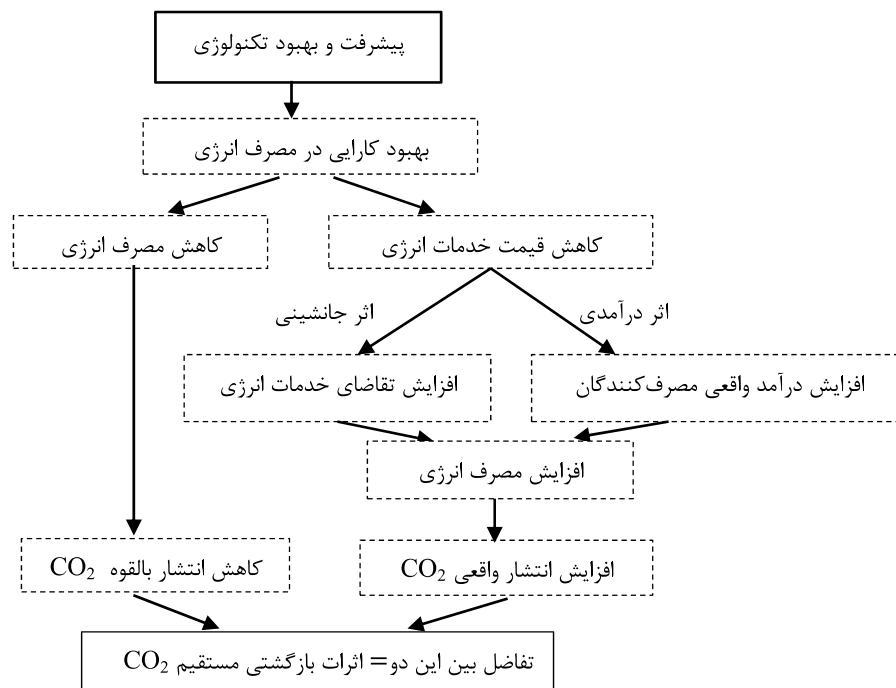 پیشرفت و بهبود تکنولوژی
بهبود کارایی در مصرف انرژی
کاهش قیمت خدمات انرژی
کاهش مصرف انرژی
اثر درآمدی
اثر جانشینی
افزایش درآمد واقعی مصرف‌کنندگان
افزایش تقاضای خدمات انرژی
افزایش مصرف انرژی
افزایش انتشار واقعی CO₂
کاهش انتشار بالقوه CO₂
تفاضل بین این دو= اثرات بازگشتی مستقیم CO₂